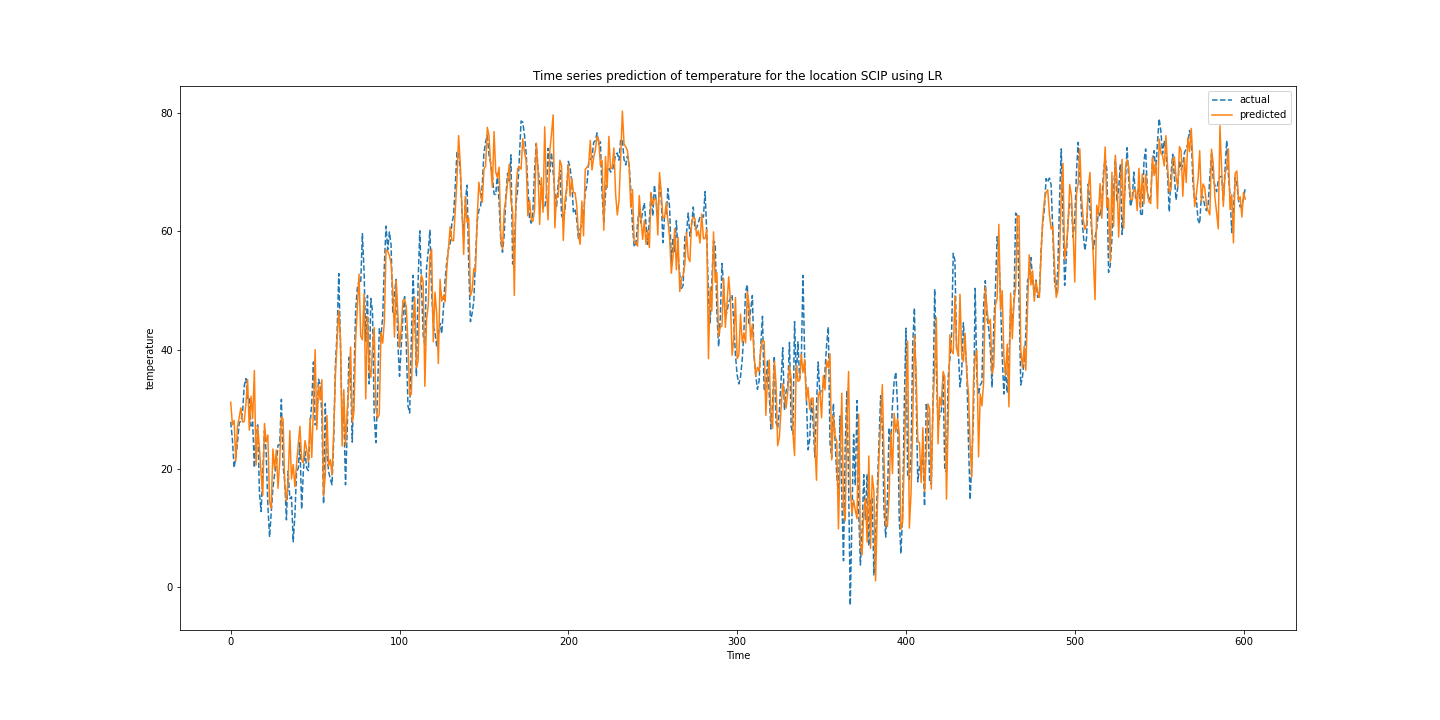 Time series prediction of temperature for the location SCIP using LR
actual
predicted
80
60
40
20
0
temperature
0 100 200 300 400 500 600
Time